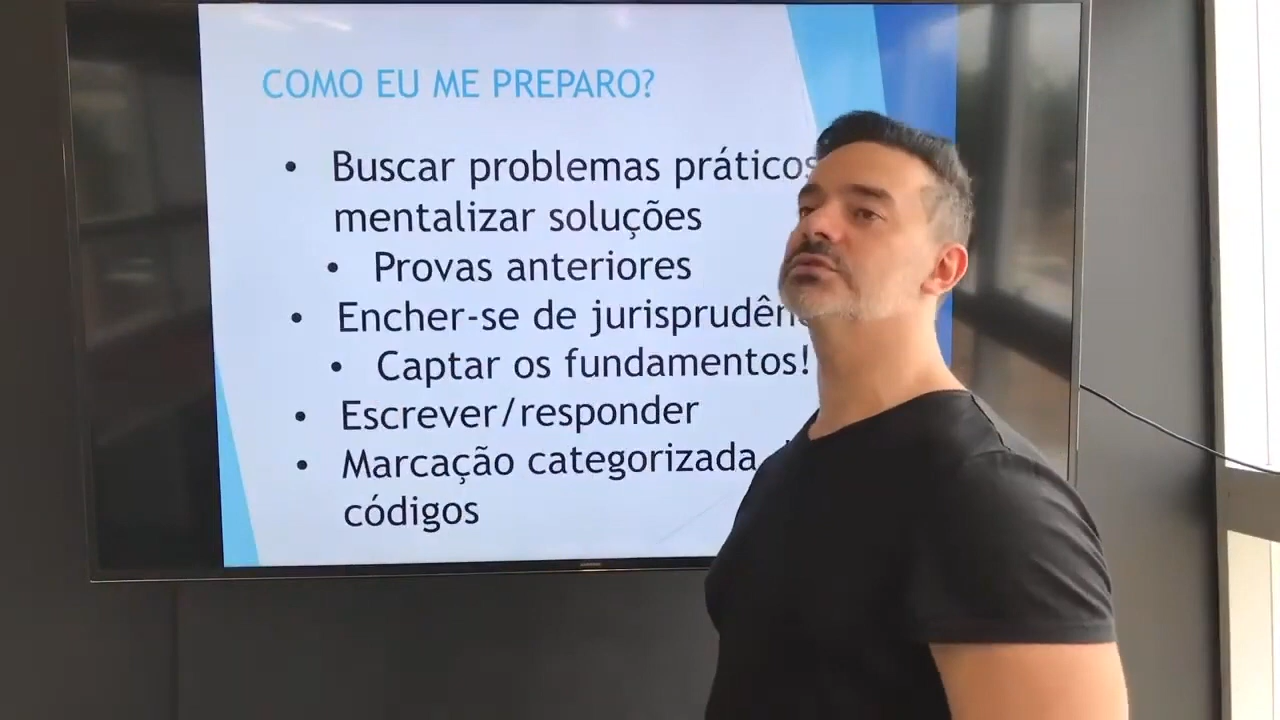 COMO EU ME PREPARO?
• Buscar problemas práticos
mentalizar soluções
• Provas anteriores
• Encher-se de
• Captar os fundamentos!
• Escrever/responder
• Marcação categorizada
códigos